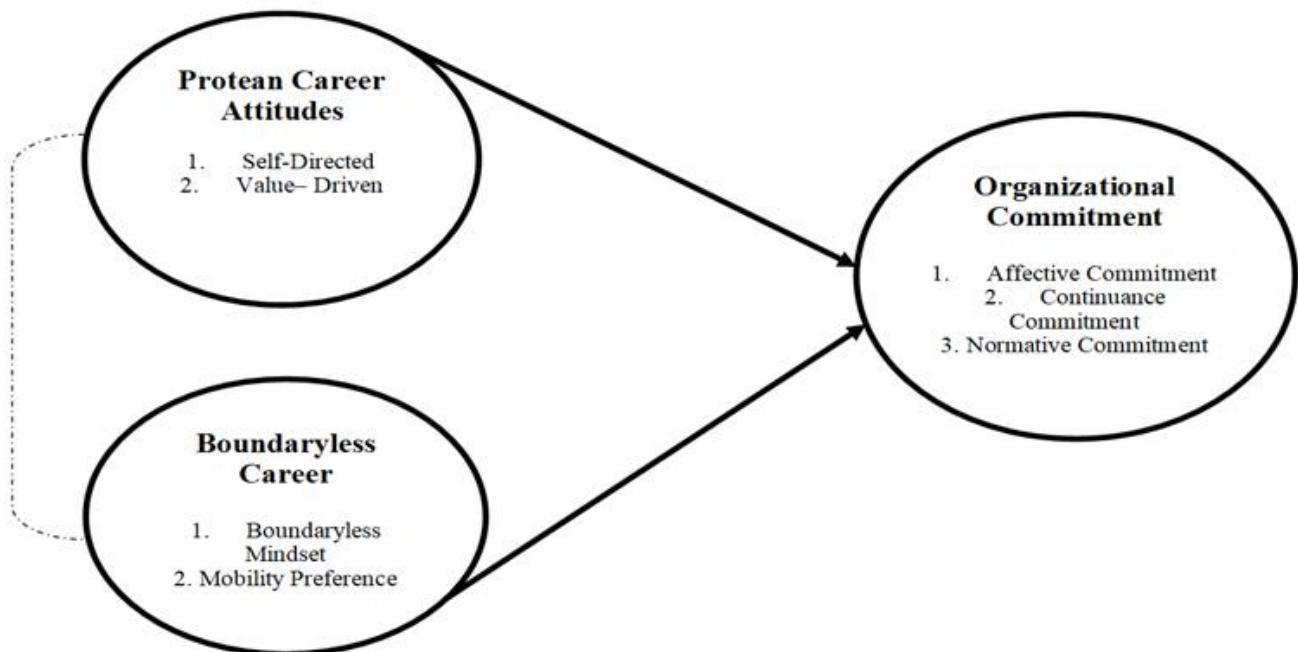 Protean Career
Attitudes
1. Self-Directed
2. Value– Driven
Organizational
Commitment
1. Affective Commitment
2. Continuance
Commitment
3. Normative Commitment
Boundaryless
Career
1. Boundaryless
Mindset
2. Mobility Preference